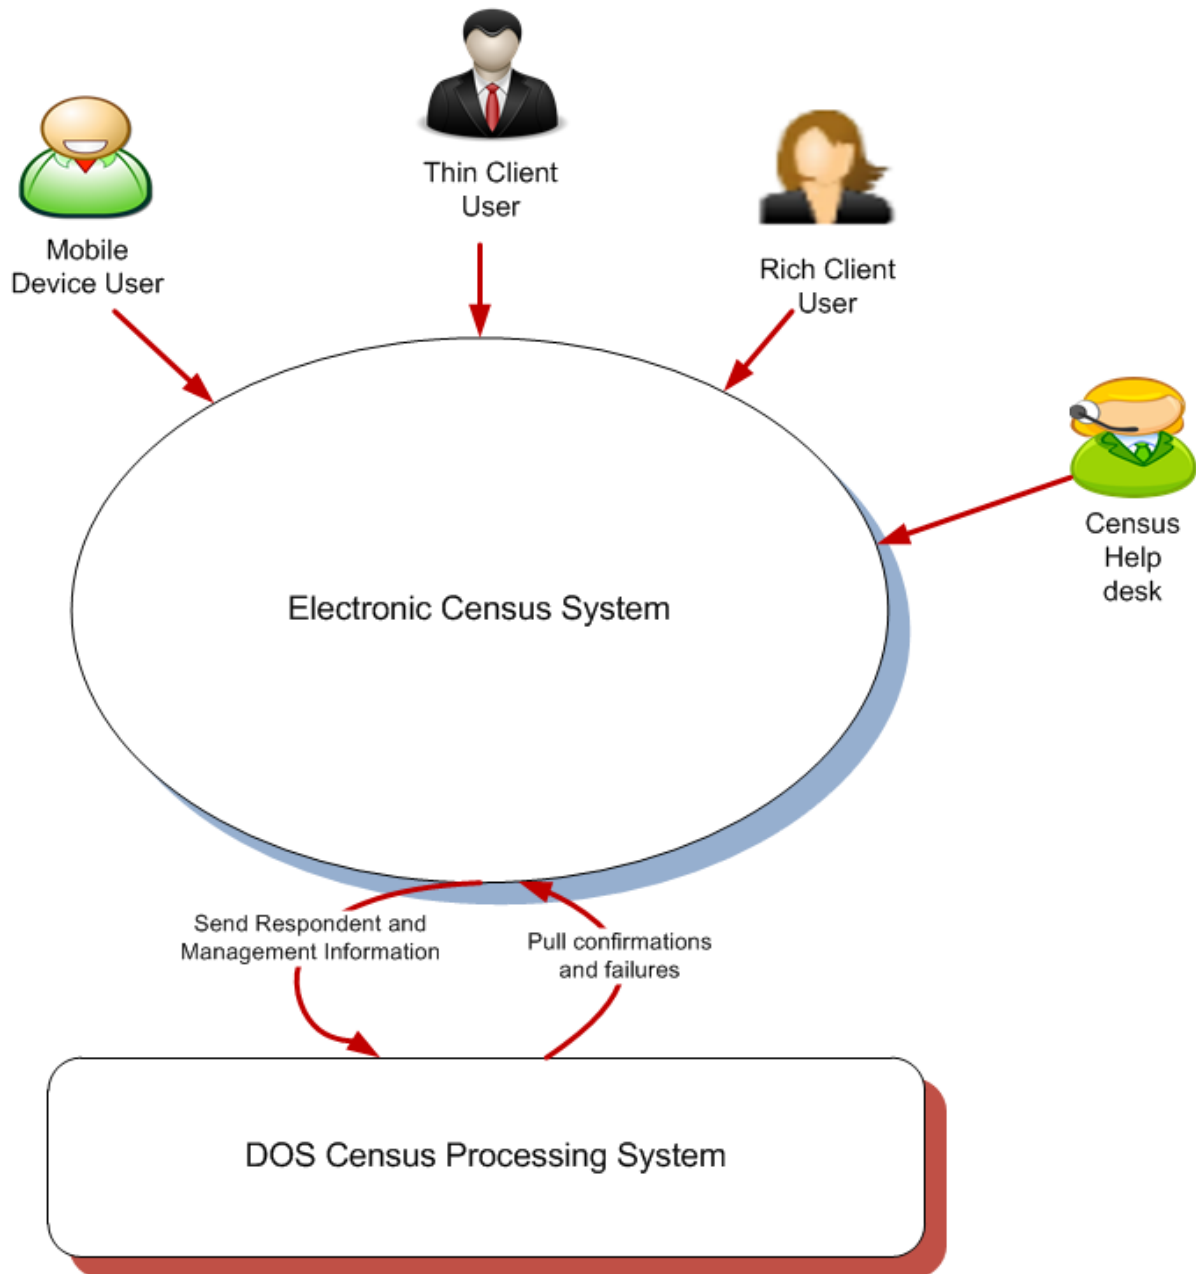 Thin Client
User
Mobile
Device User
Rich Client
User
Census
Help
desk
Electronic Census System
Send Respondent and
Management Information
Pull confirmations
and failures
DOS Census Processing System